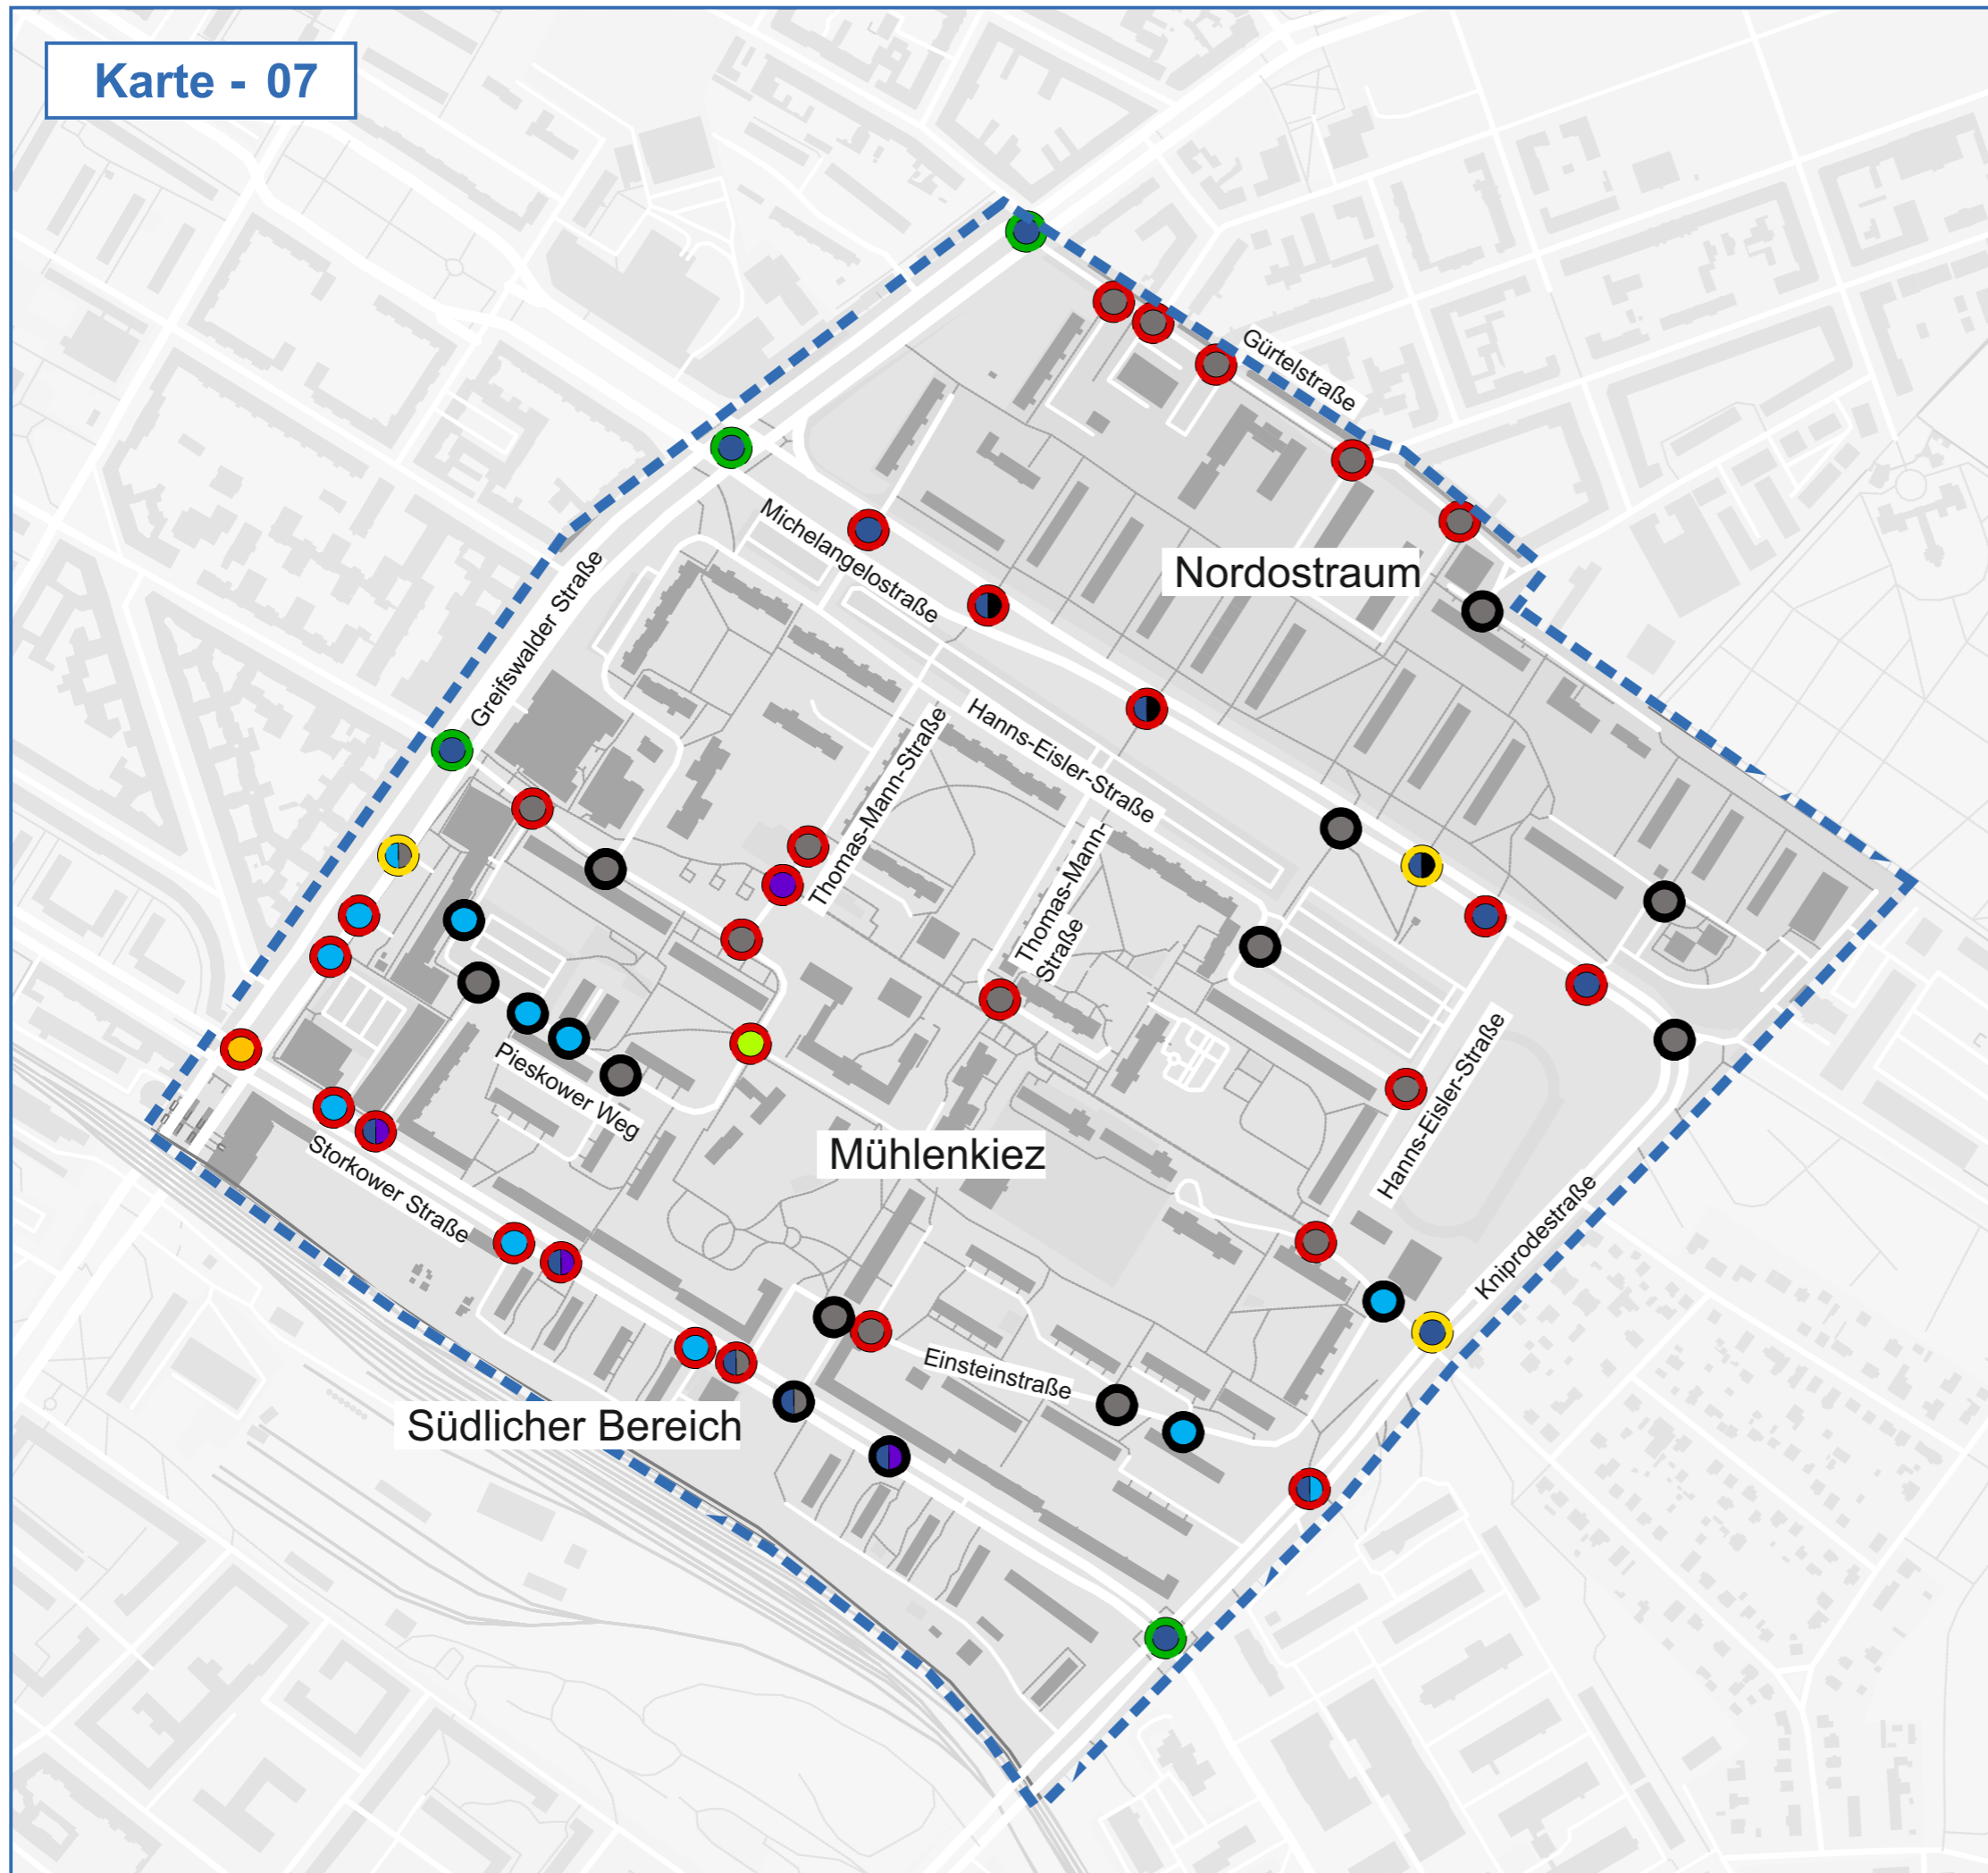 Karte - 07
Gürtelstraße
Nordostraum
Michelangelostraße
Greifswalder Straße
Hanns-Eisler-Straße
Thomas-Mann-Straße
Thomas-Mann-
Straße
Hanns-Eisler-Straße
Pieskower Weg
Mühlenkiez
Storkower Straße
Kniprodestraße
Einsteinstraße
Südlicher Bereich